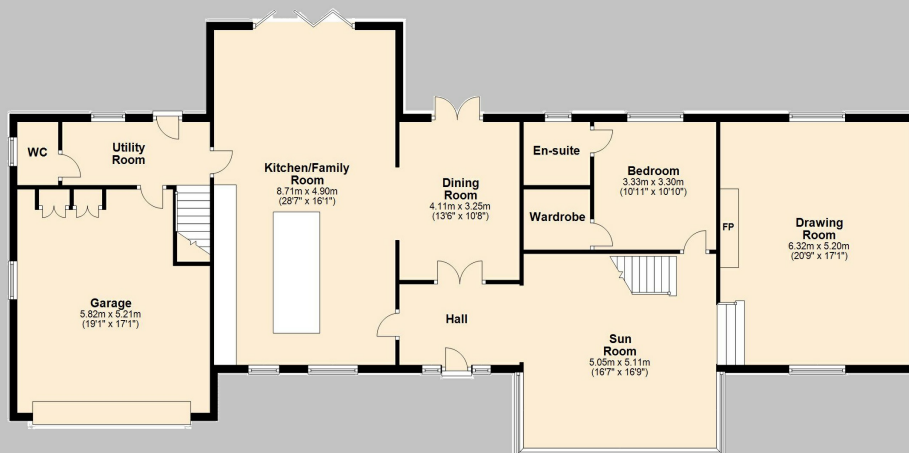 WC
Utility
Room
Kitchen/Family
Room
8.71m x 4.90m
(28'7" x 16'1")
Dining
Room
4.11m x 3.25m
(13'6" x 10'8")
En-suite
Wardrobe
Bedroom
3.33m x 3.30m
(10'11" x 10'10")
FP
Drawing
Room
6.32m x 5.20m
(20'9" x 17'1")
Garage
5.82m x 5.21m
(19'1" x 17'1")
Hall
Sun
Room
5.05m x 5.11m
(16'7" x 16'9")